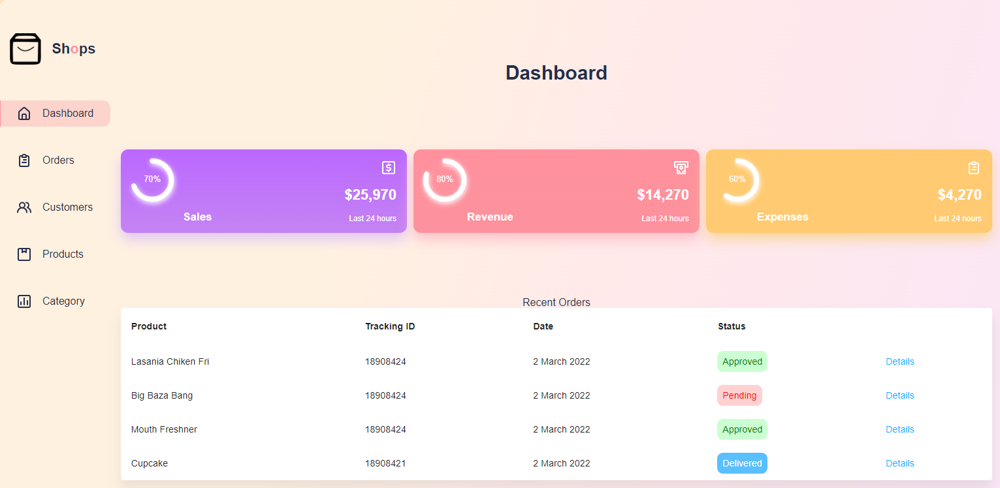 Shops
Dashboard
Dashboard
Orders
Customers
Products
Category
70%
$25,970
Sales
Last 24 hours
80%
$14,270
Revenue
Last 24 hours
60%
$4,270
Expenses
Last 24 hours
Recent Orders
Product Tracking ID Date Status
Lasania Chiken Fri 18908424 2 March 2022 Approved Details
Big Baza Bang 18908424 2 March 2022 Pending Details
Mouth Freshner 18908424 2 March 2022 Approved Details
Cupcake 18908421 2 March 2022 Delivered Details